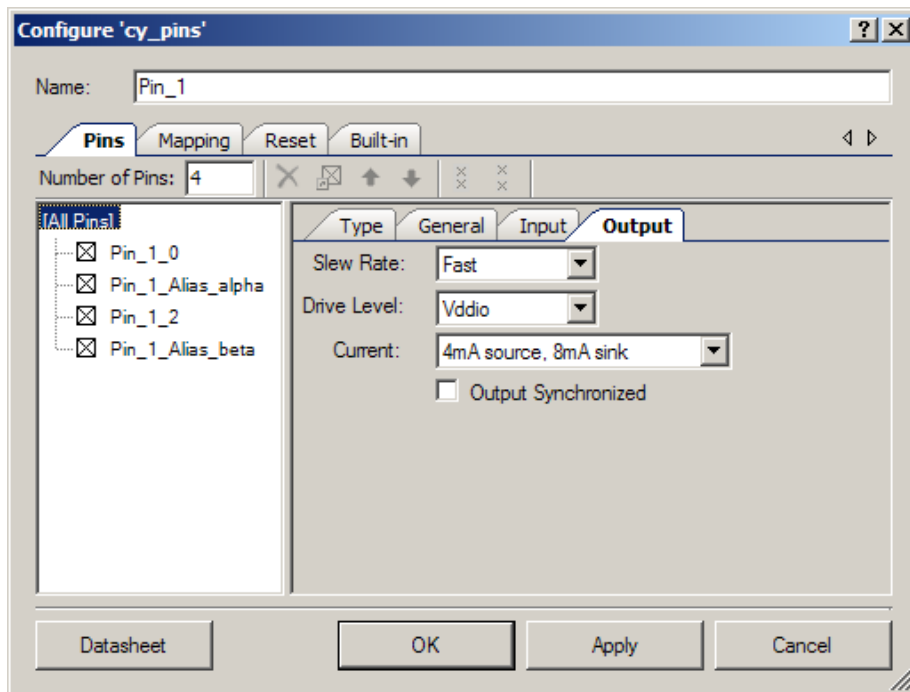 Configure 'cy_pins'
Name: Pin_1
Pins Mapping Reset Built-in
Number of Pins: 4
[All Pins]
Pin_1_0
Pin_1_Alias_alpha
Pin_1_2
Pin_1_Alias_beta
Type General Input Output
Slew Rate: Fast
Drive Level: Vddio
Current: 4mA source, 8mA sink
Output Synchronized
Datasheet OK Apply Cancel